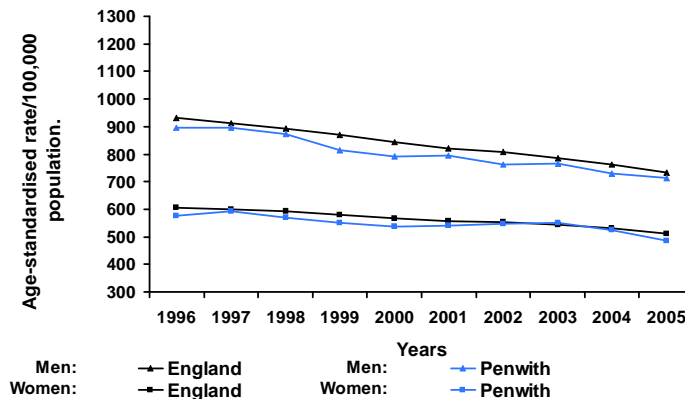 1300
1200
1100
1000
900
800
700
600
500
400
300
Age-standardised rate/100,000
population.
1996 1997 1998 1999 2000 2001 2002 2003 2004 2005
Years
Men: England Men: Penwith
Women: England Women: Penwith